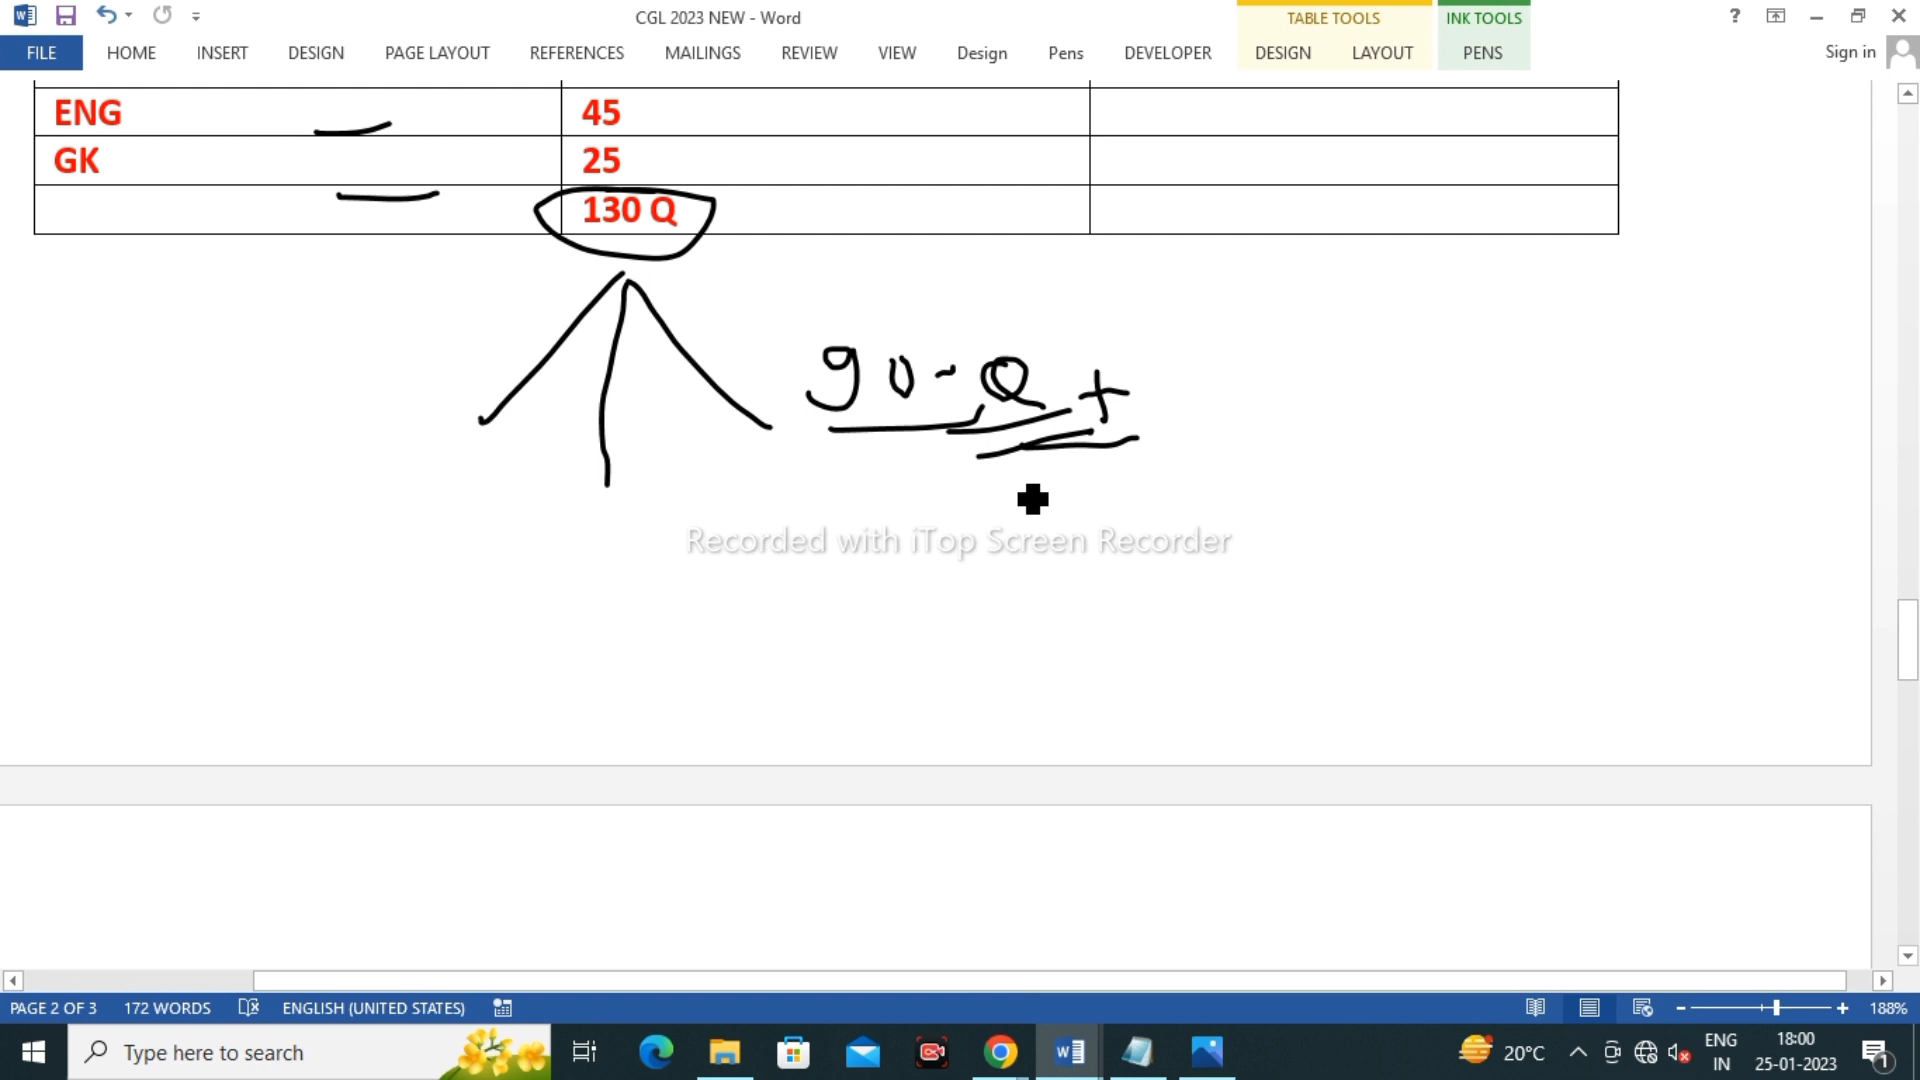 CGL 2023 NEW - Word
TABLE TOOLS
INK TOOLS
?
FILE
HOME
INSERT
DESIGN
PAGE LAYOUT
REFERENCES
MAILINGS
REVIEW
VIEW
Design
Pens
DEVELOPER
DESIGN
LAYOUT
PENS
Sign in
ENG 45
GK 25
130 Q
90-Q+
Recorded with iTop Screen Recorder
PAGE 2 OF 3
172 WORDS
ENGLISH (UNITED STATES)
188%
Type here to search
20°C
ENG
IN
18:00
25-01-2023
1